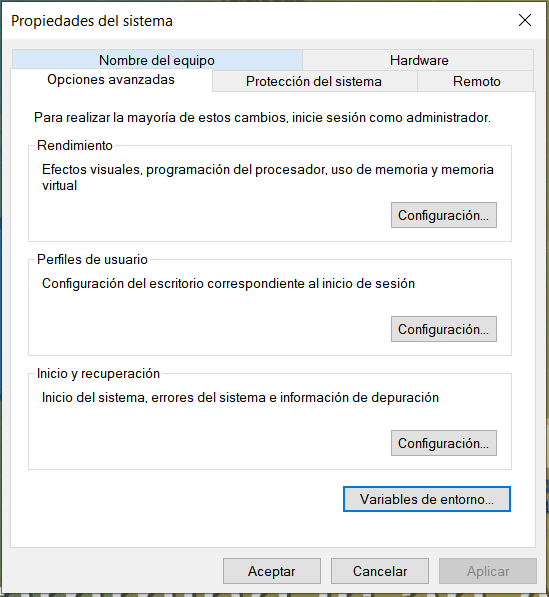 Propiedades del sistema
Nombre del equipo
Hardware
Opciones avanzadas
Protección del sistema
Remoto
Para realizar la mayoría de estos cambios, inicie sesión como administrador.
Rendimiento
Efectos visuales, programación del procesador, uso de memoria y memoria
virtual
Configuración...
Perfiles de usuario
Configuración del escritorio correspondiente al inicio de sesión
Configuración...
Inicio y recuperación
Inicio del sistema, errores del sistema e información de depuración
Configuración...
Variables de entorno...
Aceptar
Cancelar
Aplicar